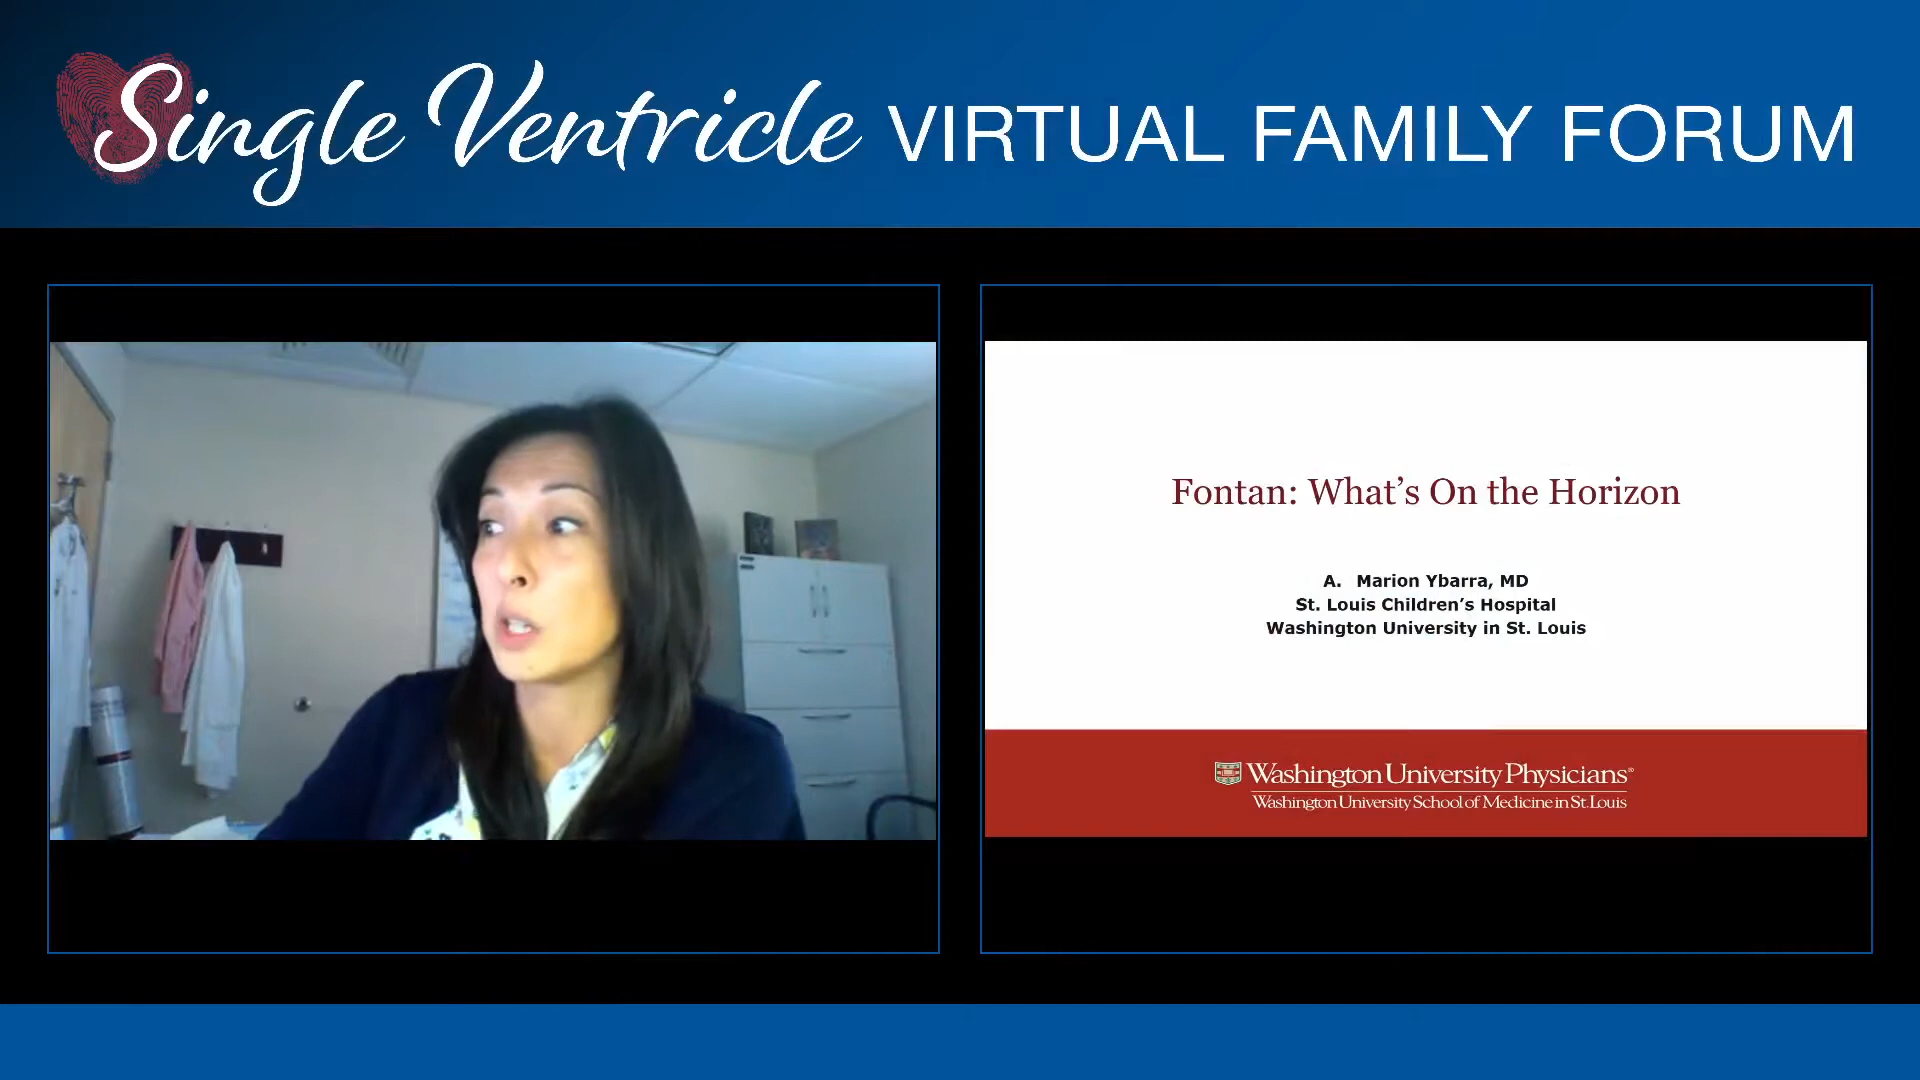 Single Ventricle VIRTUAL FAMILY FORUM
Fontan: What's On the Horizon
A. Marion Ybarra, MD
St. Louis Children's Hospital
Washington University in St. Louis
Washington University Physicians®
Washington University School of Medicine in St. Louis